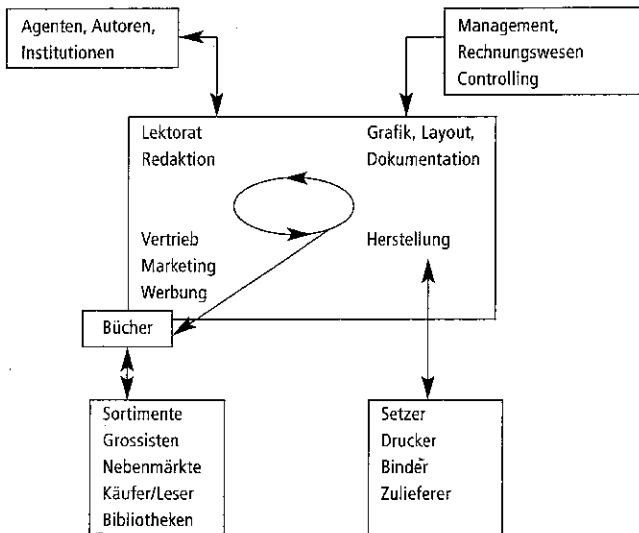 Agenten, Autoren,
Institutionen
Management,
Rechnungswesen
Controlling
Lektorat
Redaktion
Grafik, Layout,
Dokumentation
Vertrieb
Marketing
Werbung
Herstellung
Bücher
Sortimente
Grossisten
Nebenmärkte
Käufer/Leser
Bibliotheken
Setzer
Drucker
Binder
Zulieferer